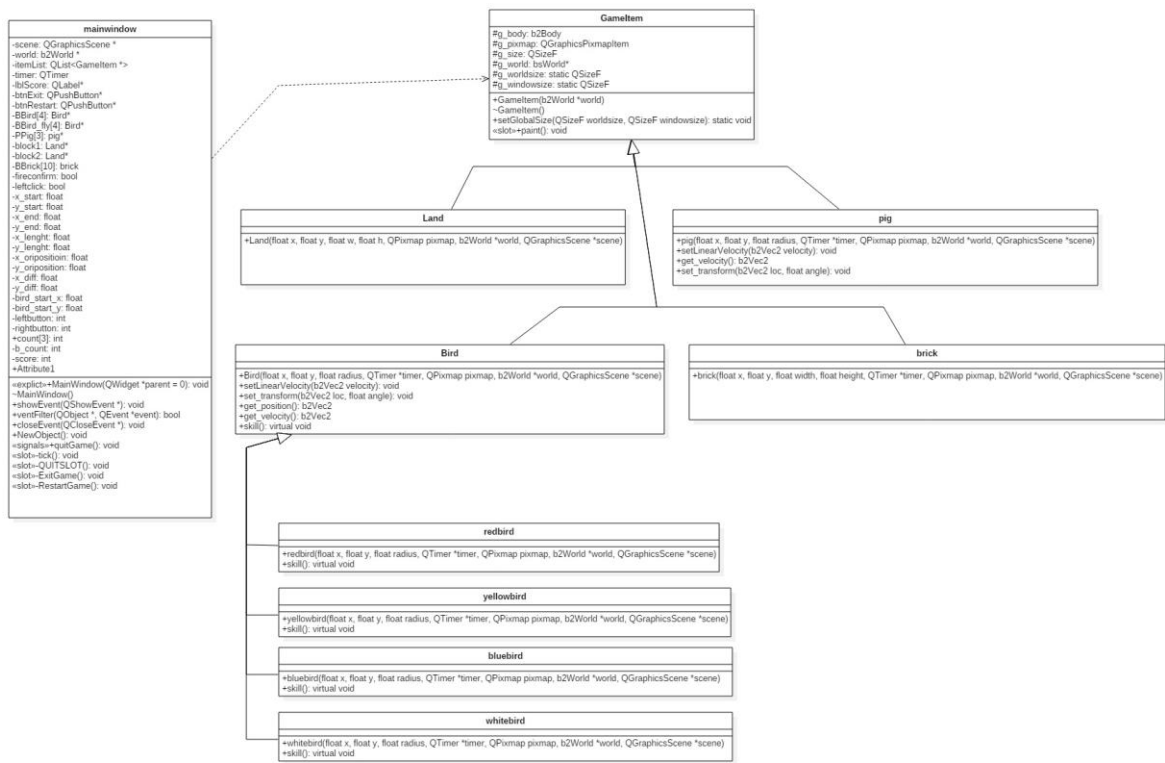 mainwindow
-scene: QGraphicsScene *
-world: b2World *
-itemList: QList<GameItem *>
-timer: QTimer
-lblScore: QLabel*
-btnExit: QPushButton*
-btnRestart: QPushButton*
-BBird[4]: Bird*
-BBird_fly[4]: Bird*
-PPig[3]: pig*
-block1: Land*
-block2: Land*
-BBrick[10]: brick
-fireconfirm: bool
-leftclick: bool
-x_start: float
-y_start: float
-x_end: float
-y_end: float
-x_lenght: float
-y_lenght: float
-x_oripositioin: float
-y_oriposition: float
-x_diff: float
-y_diff: float
-bird_start_x: float
-bird_start_y: float
-leftbutton: int
-rightbutton: int
+count[3]: int
-b_count: int
-score: int
+Attribute1
«explict»+MainWindow(QWidget *parent = 0): void
~MainWindow()
+showEvent(QShowEvent *): void
+ventFilter(QObject *, QEvent *event): bool
+closeEvent(QCloseEvent *): void
+NewObject(): void
«signals»+quitGame(): void
«slot»-tick(): void
«slot»-QUITSLOT(): void
«slot»-ExitGame(): void
«slot»-RestartGame(): void
GameItem
#g_body: b2Body
#g_pixmap: QGraphicsPixmapItem
#g_size: QSizeF
#g_world: bsWorld*
#g_worldsize: static QSizeF
#g_windowsize: static QSizeF
+GameItem(b2World *world)
~GameItem()
+setGlobalSize(QSizeF worldsize, QSizeF windowsize): static void
«slot»+paint(): void
Land
+Land(float x, float y, float w, float h, QPixmap pixmap, b2World *world, QGraphicsScene *scene)
pig
+pig(float x, float y, float radius, QTimer *timer, QPixmap pixmap, b2World *world, QGraphicsScene *scene)
+setLinearVelocity(b2Vec2 velocity): void
+get_velocity(): b2Vec2
+set_transform(b2Vec2 loc, float angle): void
Bird
+Bird(float x, float y, float radius, QTimer *timer, QPixmap pixmap, b2World *world, QGraphicsScene *scene)
+setLinearVelocity(b2Vec2 velocity): void
+set_transform(b2Vec2 loc, float angle): void
+get_position(): b2Vec2
+get_velocity(): b2Vec2
+skill(): virtual void
brick
+brick(float x, float y, float width, float height, QTimer *timer, QPixmap pixmap, b2World *world, QGraphicsScene *scene)
redbird
+redbird(float x, float y, float radius, QTimer *timer, QPixmap pixmap, b2World *world, QGraphicsScene *scene)
+skill(): virtual void
yellowbird
+yellowbird(float x, float y, float radius, QTimer *timer, QPixmap pixmap, b2World *world, QGraphicsScene *scene)
+skill(): virtual void
bluebird
+bluebird(float x, float y, float radius, QTimer *timer, QPixmap pixmap, b2World *world, QGraphicsScene *scene)
+skill(): virtual void
whitebird
+whitebird(float x, float y, float radius, QTimer *timer, QPixmap pixmap, b2World *world, QGraphicsScene *scene)
+skill(): virtual void